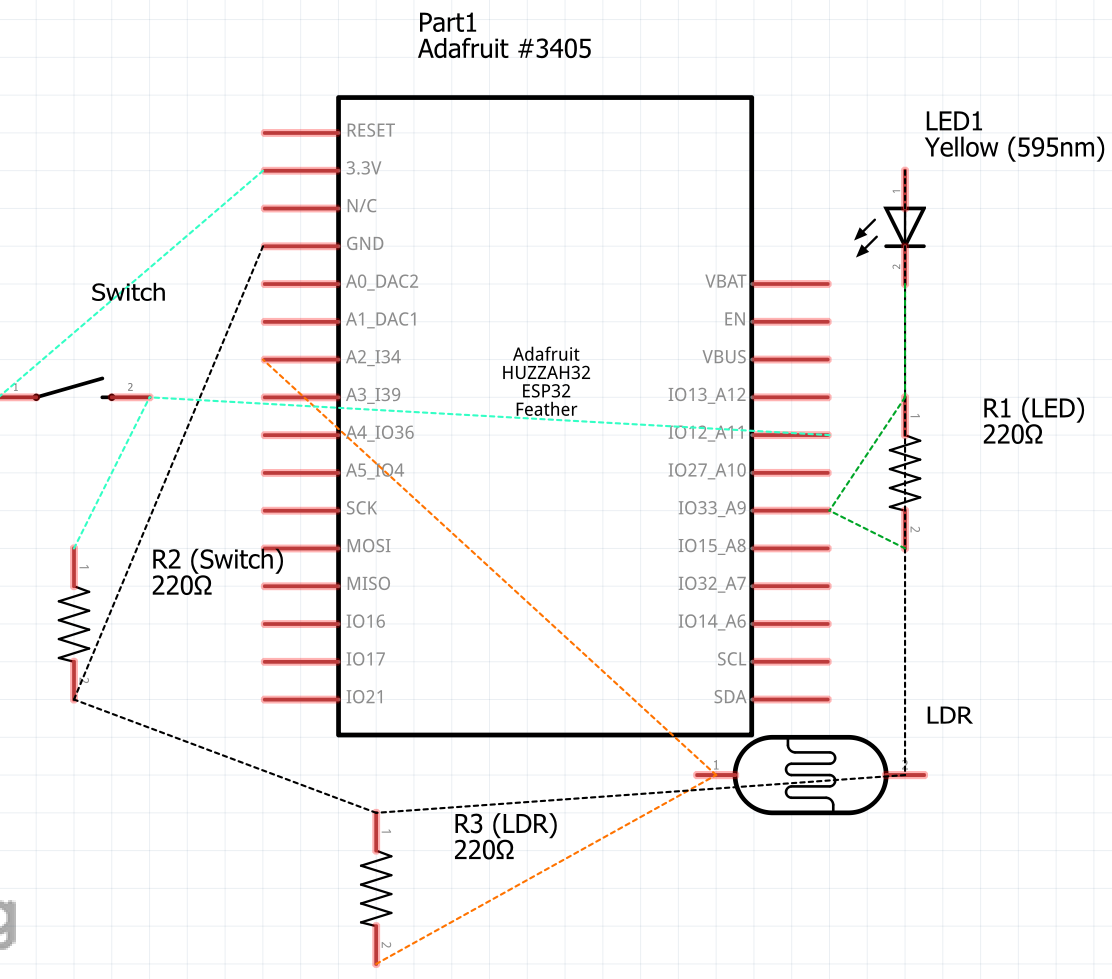 Part1
Adafruit #3405
RESET
3.3V
N/C
GND
A0_DAC2
A1_DAC1
A2_I34
A3_I39
A4_IO36
A5_IO4
SCK
MOSI
MISO
IO16
IO17
IO21
Adafruit
HUZZAH32
ESP32
Feather
VBAT
EN
VBUS
IO13_A12
IO12_A11
IO27_A10
IO33_A9
IO15_A8
IO32_A7
IO14_A6
SCL
SDA
LED1
Yellow (595nm)
1
2
Switch
1
2
R1 (LED)
220Ω
1
2
R2 (Switch)
220Ω
1
2
LDR
1
R3 (LDR)
220Ω
1
2
g